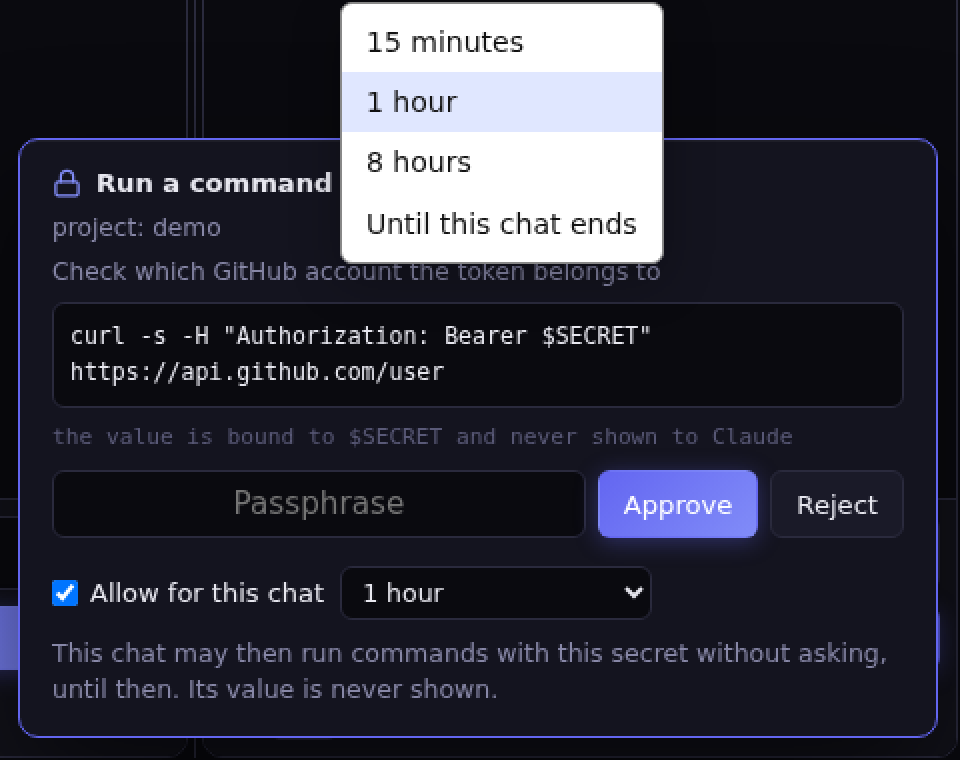 15 minutes
1 hour
8 hours
Until this chat ends
Run a command
project: demo
Check which GitHub account the token belongs to
curl -s -H "Authorization: Bearer $SECRET"
https://api.github.com/user
the value is bound to $SECRET and never shown to Claude
Passphrase
Approve
Reject
Allow for this chat
1 hour
This chat may then run commands with this secret without asking,
until then. Its value is never shown.